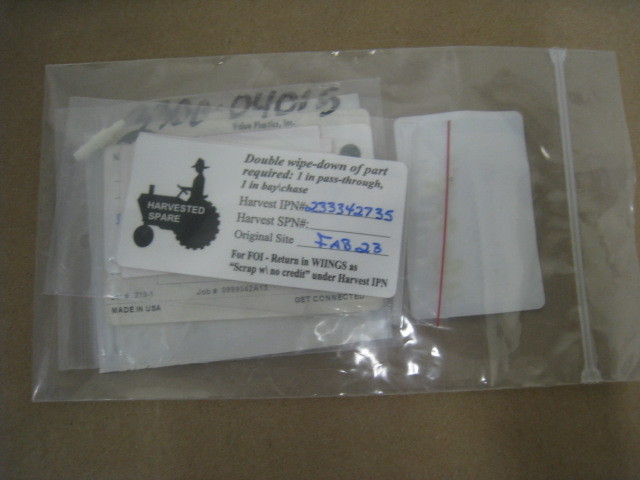 Double wipe-down of part
required: 1 in pass-through,
1 in bay\chase
Harvest IPN# 233342735
Harvest SPN#:
Original Site FAB 23
For FOI - Return in WIINGS as
"Scrap w\ no credit" under Harvest IPN
HARVESTED
SPARE
Job #
GET CONNECTED
MADE IN USA